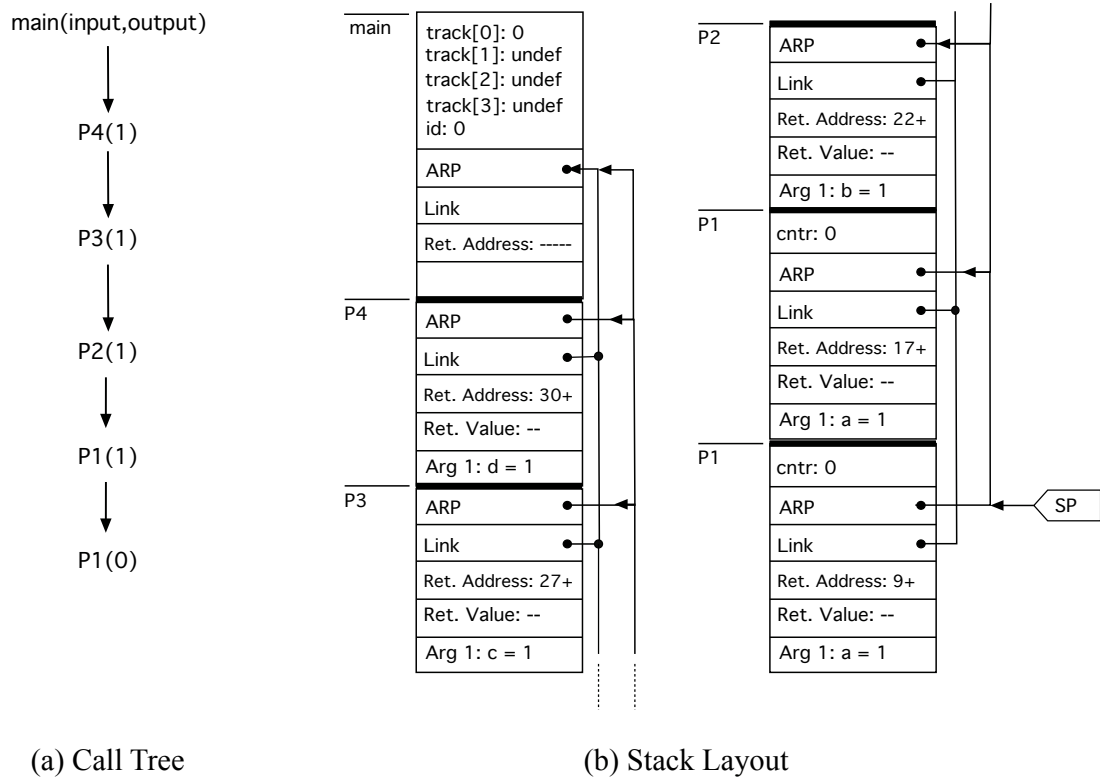 main(input,output)
P4(1)
P3(1)
P2(1)
P1(1)
P1(0)
main
track[0]: 0
track[1]: undef
track[2]: undef
track[3]: undef
id: 0
ARP
Link
Ret. Address: -----
P4
ARP
Link
Ret. Address: 30+
Ret. Value: --
Arg 1: d = 1
P3
ARP
Link
Ret. Address: 27+
Ret. Value: --
Arg 1: c = 1
P2
ARP
Link
Ret. Address: 22+
Ret. Value: --
Arg 1: b = 1
P1
cntr: 0
ARP
Link
Ret. Address: 17+
Ret. Value: --
Arg 1: a = 1
P1
cntr: 0
ARP
SP
Link
Ret. Address: 9+
Ret. Value: --
Arg 1: a = 1
(a) Call Tree
(b) Stack Layout